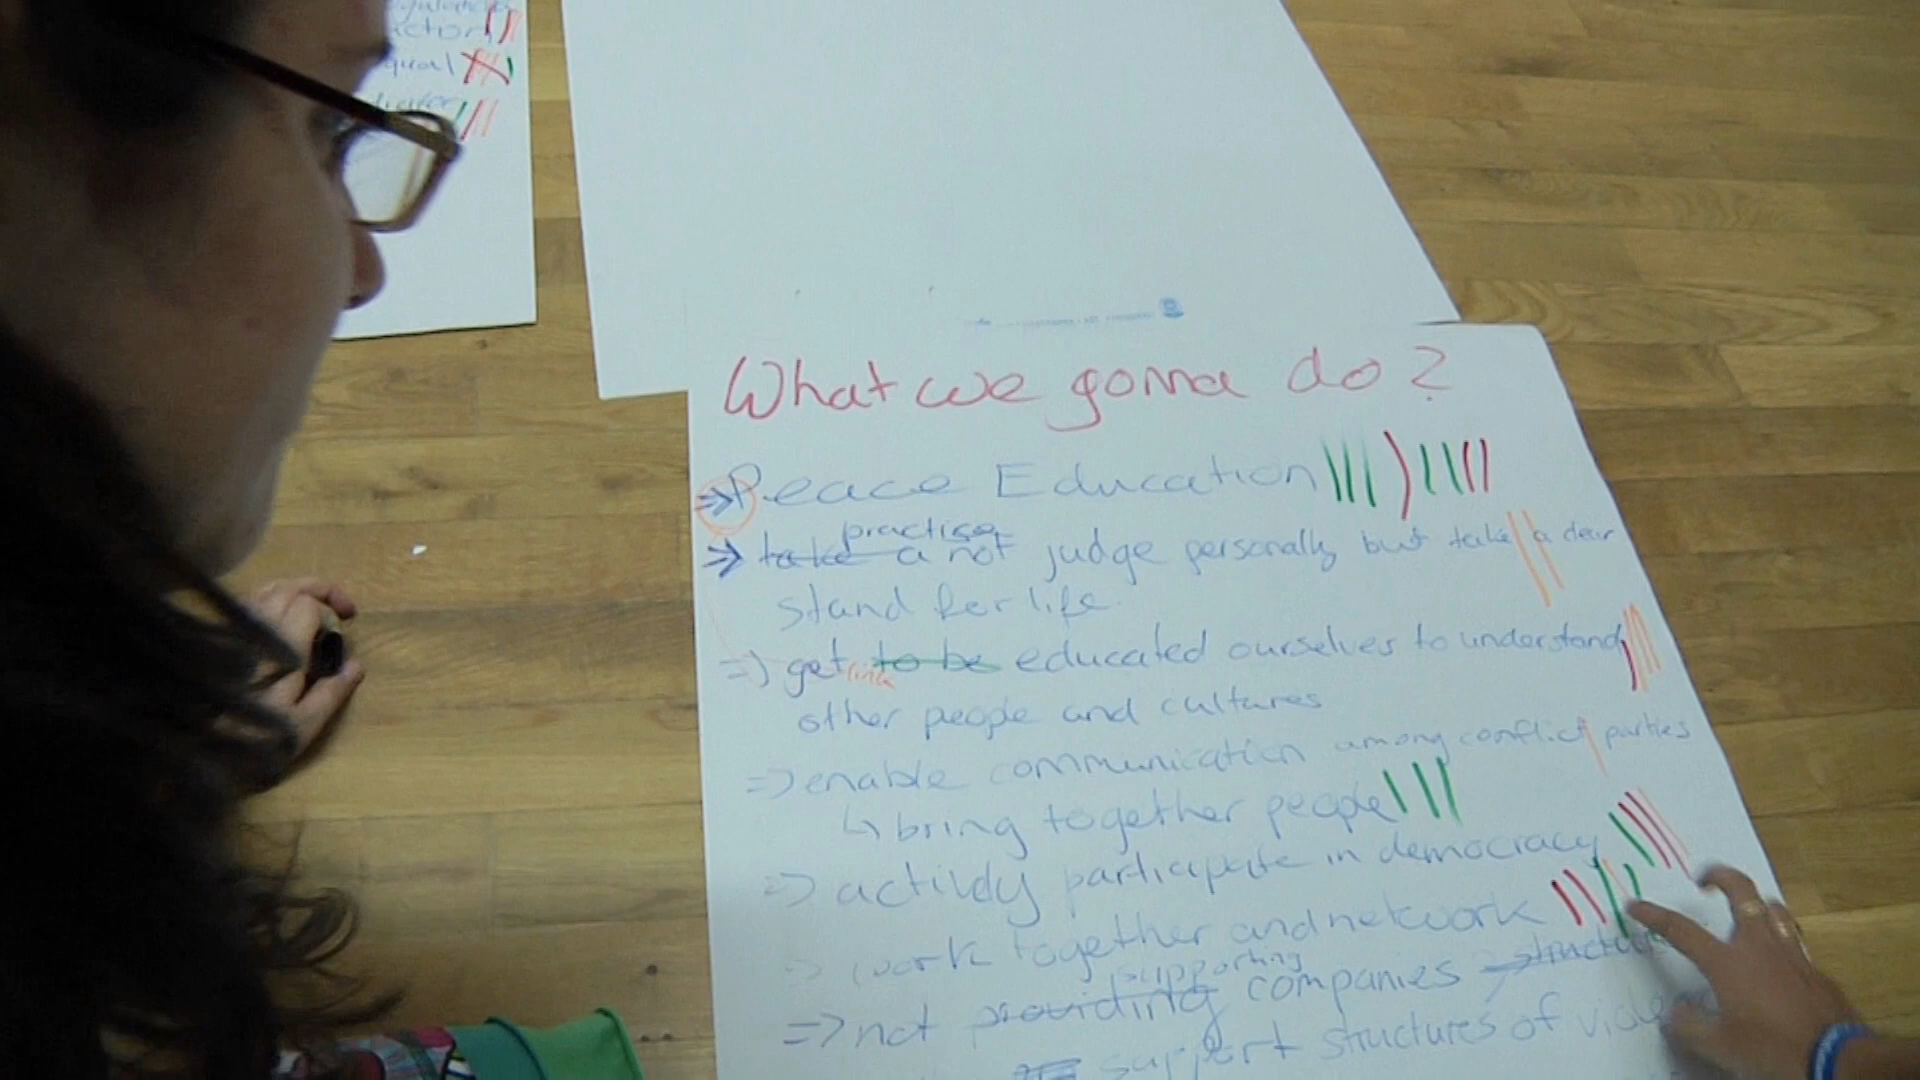 What we gonna do?
=> Peace Education
practise
=> take a not judge personally but take a clear
stand for life.
=> getting to be educated ourselves to understand
other people and cultures
=> enable communication among conflict parties
↳ bring together people
=> actively participate in democracy
=> work together and network
supporting
=> not providing companies
support structures of